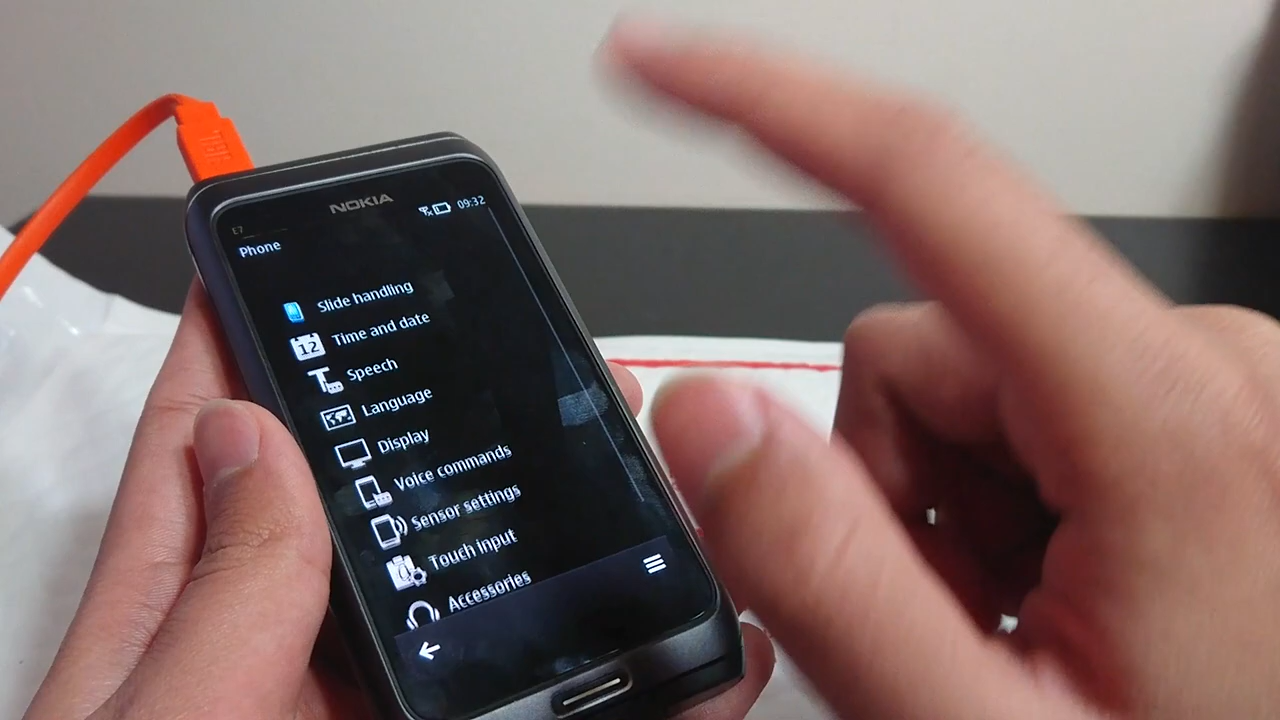 NOKIA
E7
09:32
Phone
Slide handling
12
Time and date
Speech
Language
Display
Voice commands
Sensor settings
Touch input
Accessories